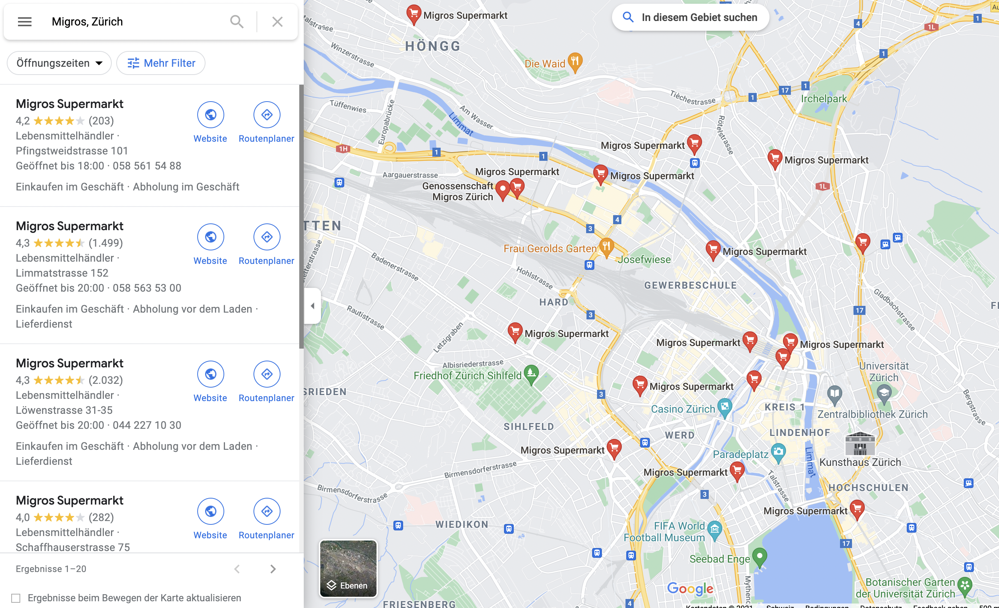 Migros, Zürich
Öffnungszeiten
Mehr Filter
Migros Supermarkt
4,2 (203)
Lebensmittelhändler ·
Pfingstweidstrasse 101
Geöffnet bis 18:00 · 058 561 54 88
Einkaufen im Geschäft · Abholung im Geschäft
Website
Routenplaner
Migros Supermarkt
4,3 (1.499)
Lebensmittelhändler ·
Limmatstrasse 152
Geöffnet bis 20:00 · 058 563 53 00
Einkaufen im Geschäft · Abholung vor dem Laden ·
Lieferdienst
Website
Routenplaner
Migros Supermarkt
4,3 (2.032)
Lebensmittelhändler ·
Löwenstrasse 31-35
Geöffnet bis 20:00 · 044 227 10 30
Einkaufen im Geschäft · Abholung vor dem Laden ·
Lieferdienst
Website
Routenplaner
Migros Supermarkt
4,0 (282)
Lebensmittelhändler ·
Schaffhauserstrasse 75
Website
Routenplaner
Ergebnisse 1–20
Ergebnisse beim Bewegen der Karte aktualisieren
In diesem Gebiet suchen
Migros Supermarkt
HÖNGG
Winzerstrasse
Die Waid
Tièchestrasse
Irchelpark
1
4
1L
1
17
1
1
Tüffenwies
Europabrücke
Am Wasser
Limmat
Rötelstrasse
1H
1
1
Migros Supermarkt
Migros Supermarkt
Aargauerstrasse
Migros Supermarkt
Migros Supermarkt
Genossenschaft
Migros Zürich
1L
TTEN
4
3
Frau Gerolds Garten
Josefwiese
Migros Supermarkt
Badenerstrasse
Hohlstrasse
GEWERBESCHULE
HARD
3
17
Gladbachstrasse
Rautistrasse
Letzigraben
Migros Supermarkt
Migros Supermarkt
Migros Supermarkt
Albisriederstrasse
Friedhof Zürich Sihlfeld
SRIEDEN
3
Migros Supermarkt
Universität
Zürich
Casino Zürich
KREIS 1
Zentralbibliothek Zürich
Bergstrasse
SIHLFELD
WERD
LINDENHOF
Migros Supermarkt
Paradeplatz
Limmat
Kunsthaus Zürich
Birmensdorferstrasse
Migros Supermarkt
Talstrasse
Birmensdorferstrasse
3
HOCHSCHULEN
Migros Supermarkt
WIEDIKON
FIFA World
Football Museum
17
Seebad Enge
Ebenen
Google
Botanischer Garten
der Universität Zürich
FRIESENBERG
4